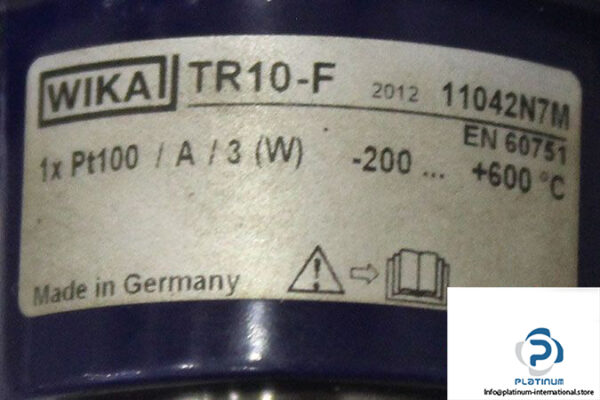 WIKA TR10-F 2012 11042N7M
EN 60751
1x Pt100 / A / 3 (W) -200 ... +600 °C
Made in Germany
PLATINUM
Info@platinum-international.store